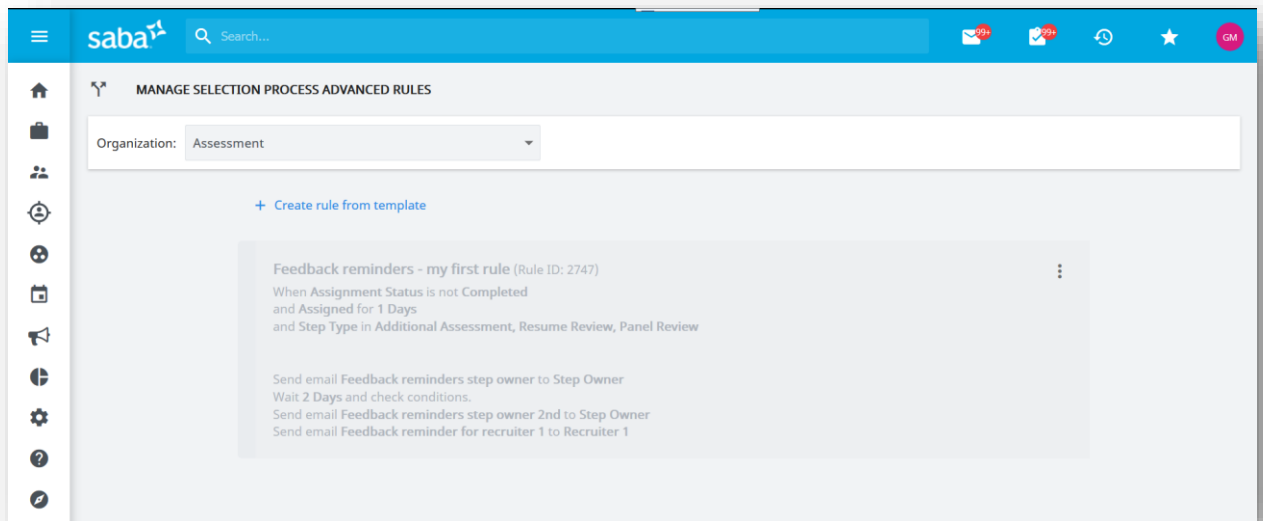 saba
Search...
99+
99+
GM
MANAGE SELECTION PROCESS ADVANCED RULES
Organization: Assessment
+ Create rule from template
Feedback reminders - my first rule (Rule ID: 2747)
When Assignment Status is not Completed
and Assigned for 1 Days
and Step Type in Additional Assessment, Resume Review, Panel Review
Send email Feedback reminders step owner to Step Owner
Wait 2 Days and check conditions.
Send email Feedback reminders step owner 2nd to Step Owner
Send email Feedback reminder for recruiter 1 to Recruiter 1